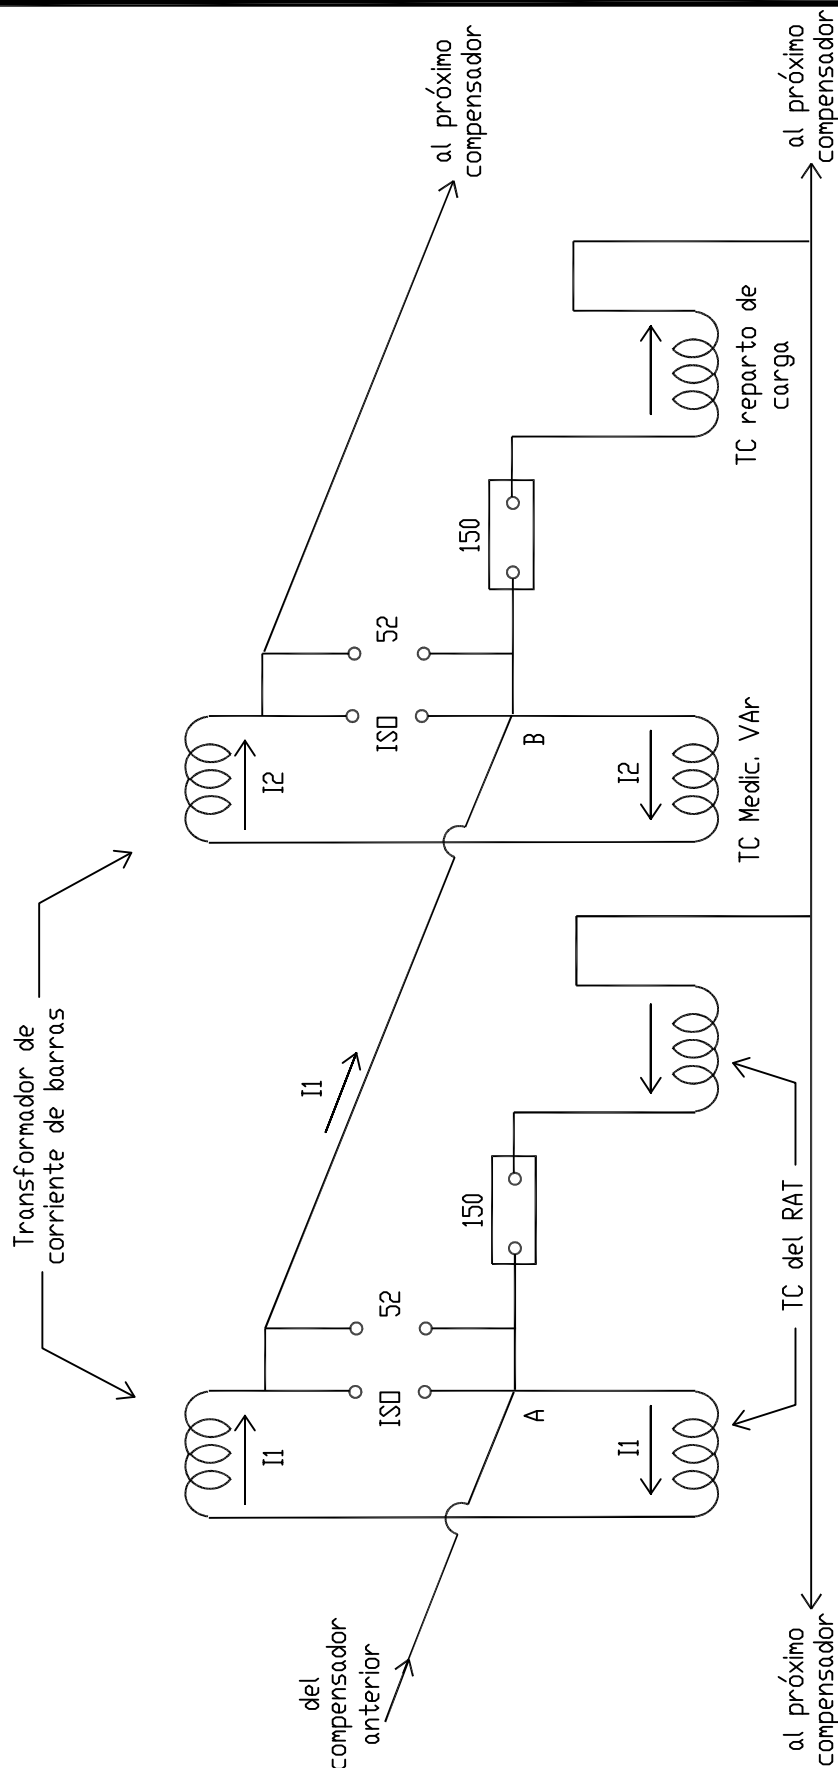 Transformador de
corriente de barras
al próximo
compensador
al próximo
compensador
I2
ISO
52
I2
B
150
TC Medic. VAr
TC reparto de
carga
I1
I1
ISO
52
I1
A
150
TC del RAT
del
compensador
anterior
al próximo
compensador